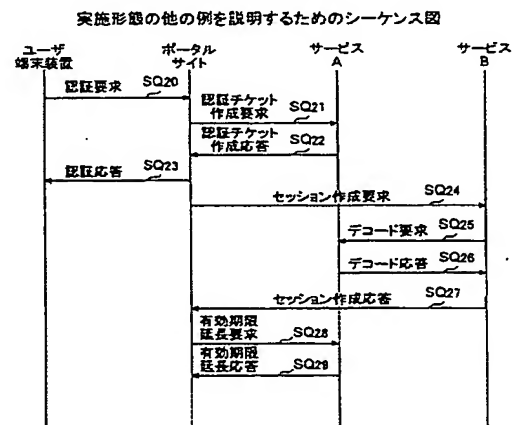 実施形態の他の例を説明するためのシーケンス図
ユーザ
端末装置
ポータル
サイト
サービス
A
サービス
B
認証要求 SQ20
認証チケット
作成要求 SQ21
認証チケット
作成応答 SQ22
認証応答 SQ23
セッション作成要求 SQ24
デコード要求 SQ25
デコード応答 SQ26
セッション作成応答 SQ27
有効期限
延長要求 SQ28
有効期限
延長応答 SQ29